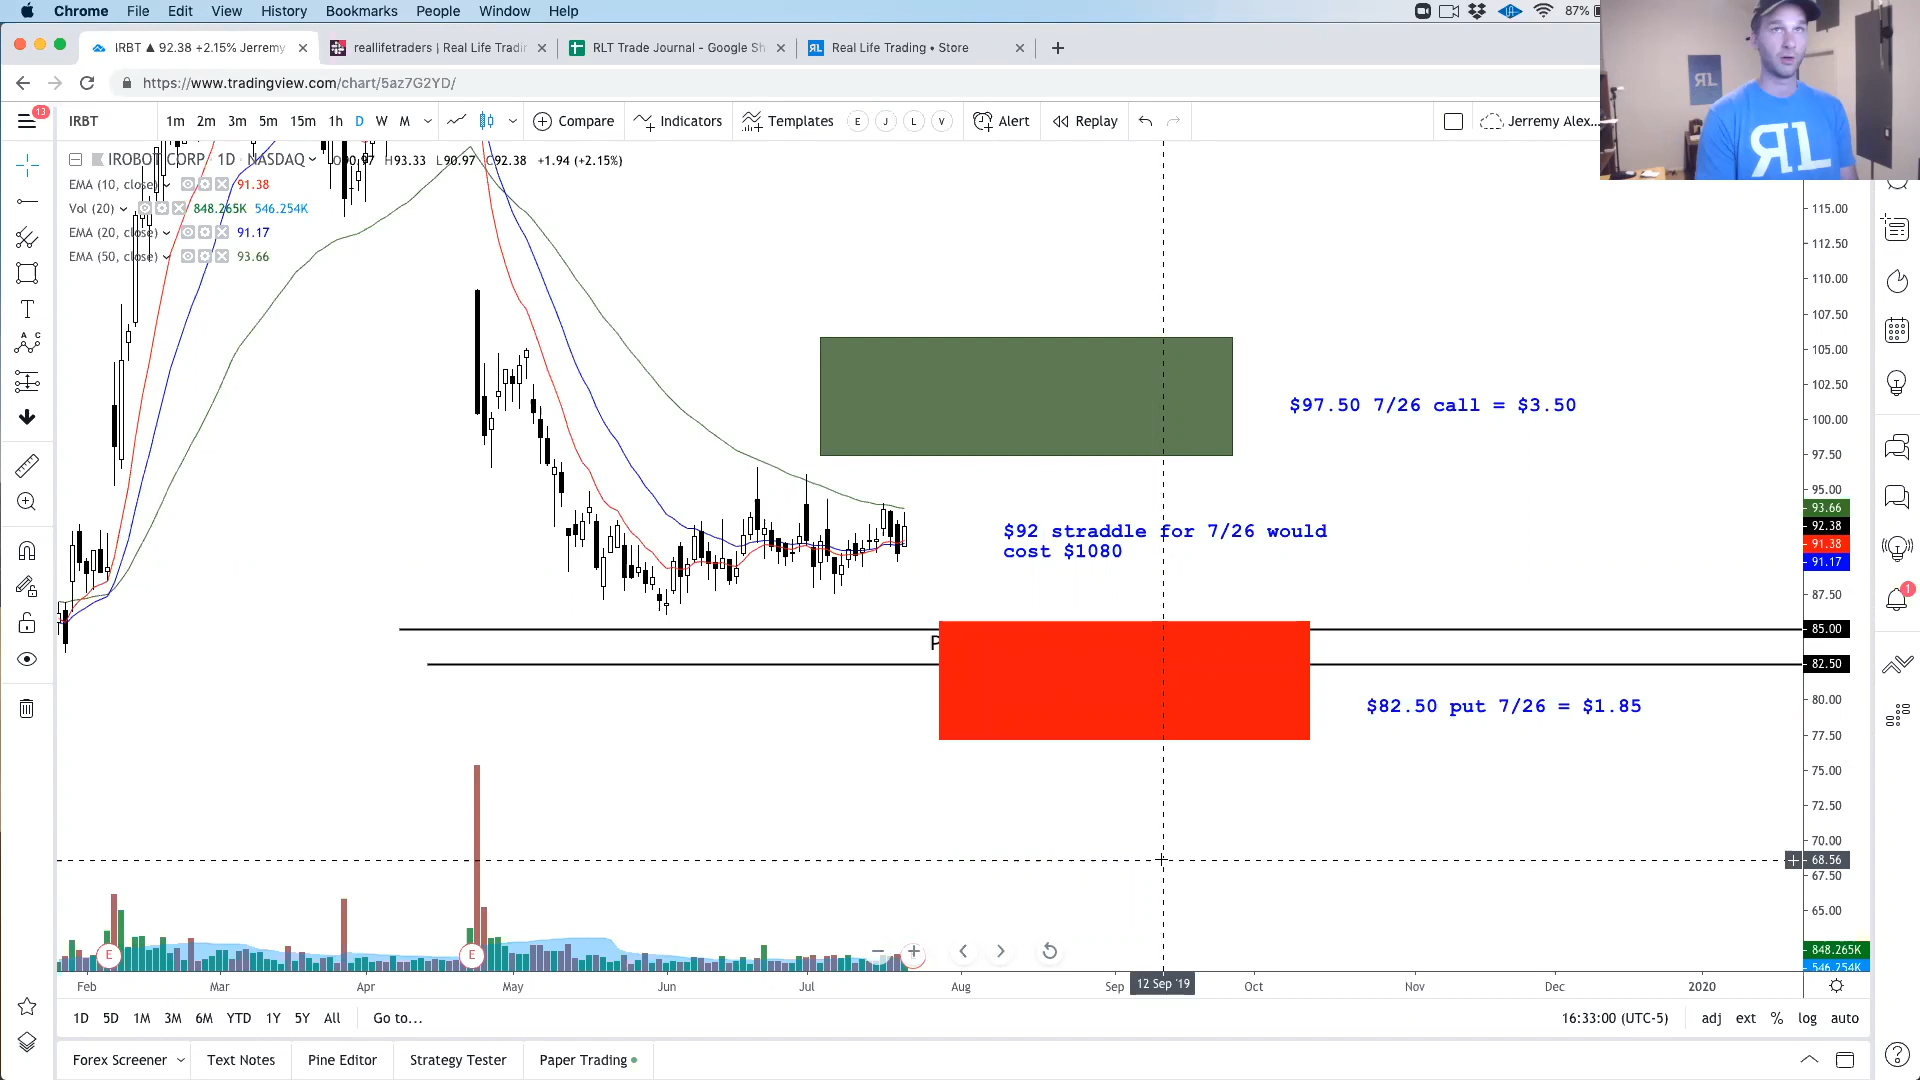 Chrome File Edit View History Bookmarks People Window Help 87%
IRBT ▲ 92.38 +2.15% Jerremy
reallifetraders | Real Life Tradin
RLT Trade Journal - Google Sh
Real Life Trading • Store
https://www.tradingview.com/chart/5az7G2YD/
13
IRBT 1m 2m 3m 5m 15m 1h D W M Compare Indicators Templates E J L V Alert Replay Jerremy Alex...
IROBOT CORP · 1D · NASDAQ O90.97 H93.33 L90.97 C92.38 +1.94 (+2.15%)
EMA (10, close) 91.38
Vol (20) 848.265K 546.254K
EMA (20, close) 91.17
EMA (50, close) 93.66
RL
RL
115.00
112.50
110.00
107.50
105.00
102.50
100.00
97.50
95.00
93.66
92.38
91.38
91.17
87.50
85.00
82.50
80.00
77.50
75.00
72.50
70.00
68.56
67.50
65.00
848.265K
546.254K
$97.50 7/26 call = $3.50
$92 straddle for 7/26 would
cost $1080
P
$82.50 put 7/26 = $1.85
1
E E
Feb Mar Apr May Jun Jul Aug Sep 12 Sep '19 Oct Nov Dec 2020
1D 5D 1M 3M 6M YTD 1Y 5Y All Go to... 16:33:00 (UTC-5) adj ext % log auto
Forex Screener Text Notes Pine Editor Strategy Tester Paper Trading